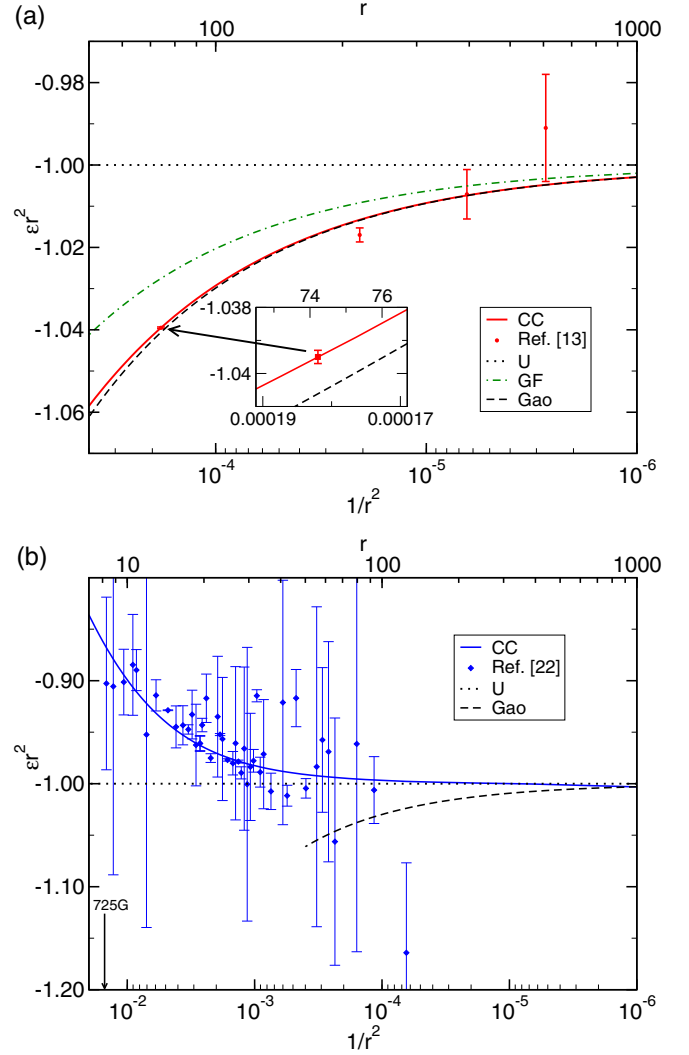 (a)
r
100
1000
-0.98
-1.00
-1.02
-1.04
-1.06
εr²
74
76
-1.038
-1.04
0.00019
0.00017
CC
Ref. [13]
U
GF
Gao
10⁻⁴
10⁻⁵
10⁻⁶
1/r²
(b)
r
10
100
1000
-0.90
-1.00
-1.10
-1.20
εr²
CC
Ref. [22]
U
Gao
725G
10⁻²
10⁻³
10⁻⁴
10⁻⁵
10⁻⁶
1/r²